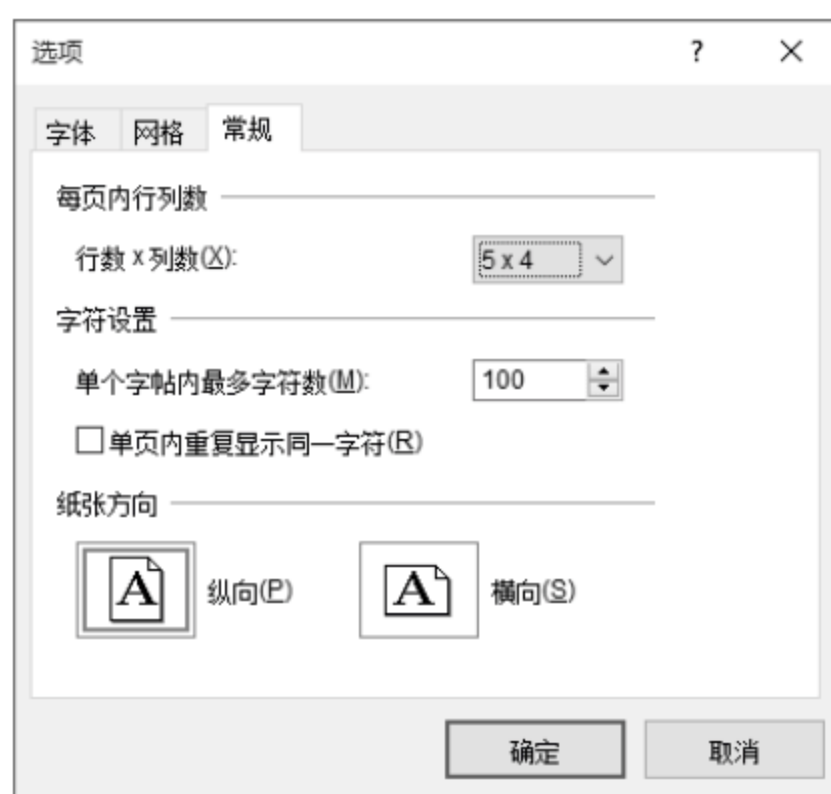 选项 ?
字体 网格 常规
每页内行列数
行数 x 列数(X): 5 x 4
字符设置
单个字帖内最多字符数(M): 100
单页内重复显示同一字符(R)
纸张方向
A 纵向(P) A 横向(S)
确定 取消